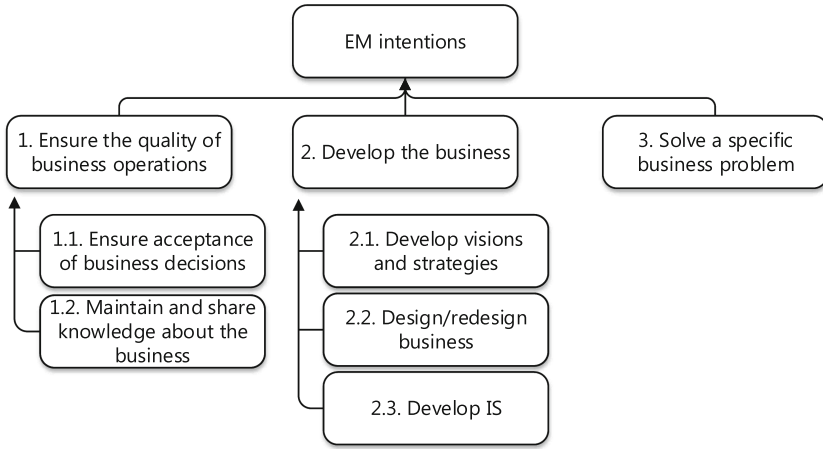 EM intentions
1. Ensure the quality of
business operations
2. Develop the business
3. Solve a specific
business problem
1.1. Ensure acceptance
of business decisions
1.2. Maintain and share
knowledge about the
business
2.1. Develop visions
and strategies
2.2. Design/redesign
business
2.3. Develop IS